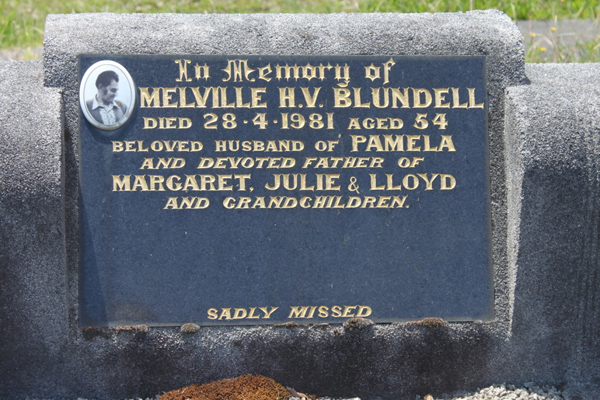 In Memory of
MELVILLE H.V. BLUNDELL
DIED 28·4·1981 AGED 54
BELOVED HUSBAND OF PAMELA
AND DEVOTED FATHER OF
MARGARET, JULIE & LLOYD
AND GRANDCHILDREN.
SADLY MISSED